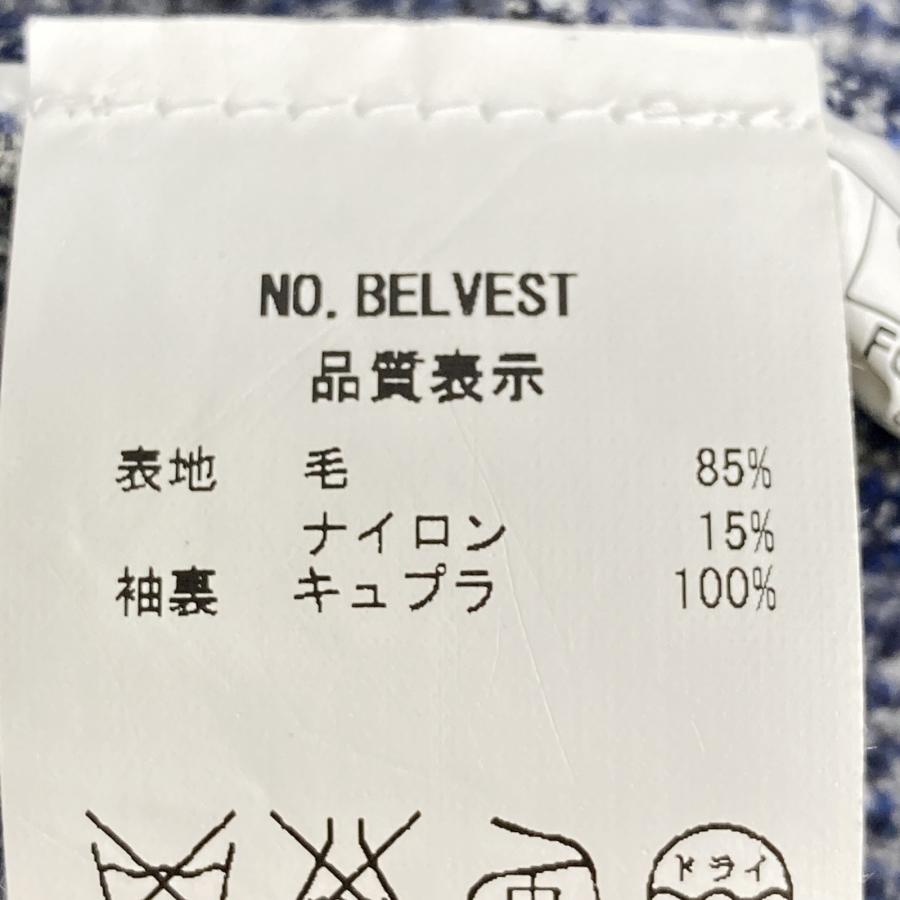 NO. BELVEST
品質表示
表地 毛 85%
ナイロン 15%
袖裏 キュプラ 100%
中
ドライ